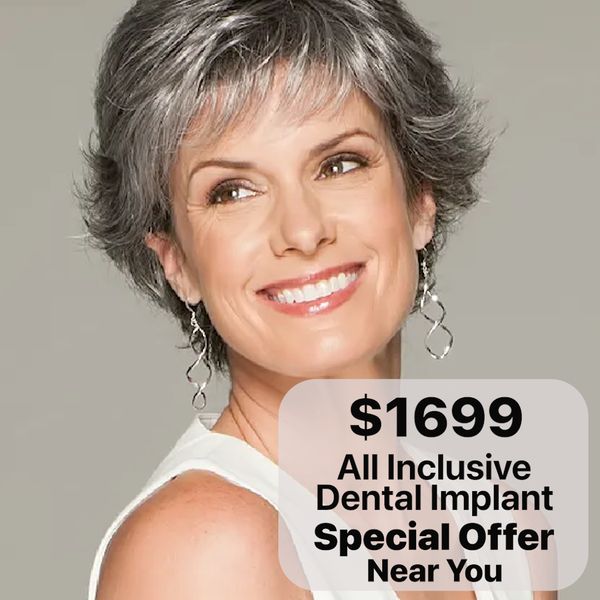 $1699
All Inclusive
Dental Implant
Special Offer
Near You